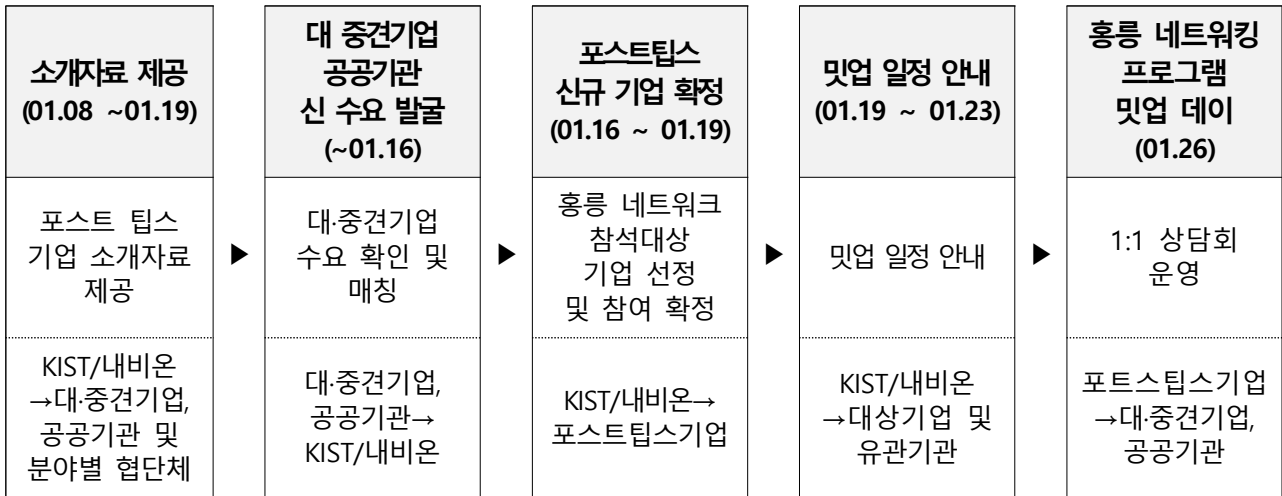 소개자료 제공
(01.08 ~01.19)
포스트 팁스
기업 소개자료
제공
KIST/내비온
→대·중견기업,
공공기관 및
분야별 협단체
▶
대 중견기업
공공기관
신 수요 발굴
(~01.16)
대·중견기업
수요 확인 및
매칭
대·중견기업,
공공기관→
KIST/내비온
▶
포스트팁스
신규 기업 확정
(01.16 ~ 01.19)
홍릉 네트워크
참석대상
기업 선정
및 참여 확정
KIST/내비온→
포스트팁스기업
▶
밋업 일정 안내
(01.19 ~ 01.23)
밋업 일정 안내
KIST/내비온
→대상기업 및
유관기관
▶
홍릉 네트워킹
프로그램
밋업 데이
(01.26)
1:1 상담회
운영
포트스팁스기업
→대·중견기업,
공공기관